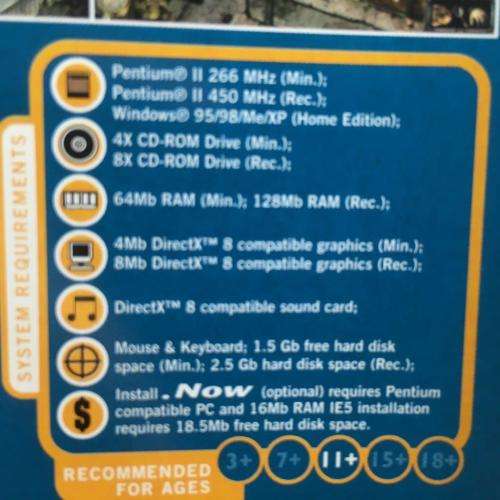 SYSTEM REQUIREMENTS
Pentium® II 266 MHz (Min.);
Pentium® II 450 MHz (Rec.);
Windows® 95/98/Me/XP (Home Edition);
4X CD-ROM Drive (Min.);
8X CD-ROM Drive (Rec.);
64Mb RAM (Min.); 128Mb RAM (Rec.);
4Mb DirectX™ 8 compatible graphics (Min.);
8Mb DirectX™ 8 compatible graphics (Rec.);
DirectX™ 8 compatible sound card;
Mouse & Keyboard; 1.5 Gb free hard disk
space (Min.); 2.5 Gb hard disk space (Rec.);
$
Install.Now (optional) requires Pentium
compatible PC and 16Mb RAM IE5 installation
requires 18.5Mb free hard disk space.
RECOMMENDED
FOR AGES
3+ 7+ 11+ 15+ 18+